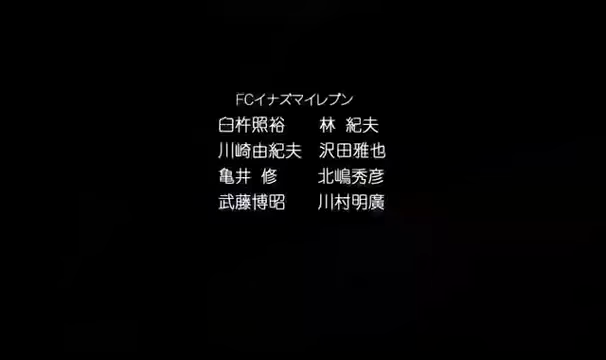 FCイナズマイレブン
臼杵照裕 林 紀夫
川崎由紀夫 沢田雅也
亀井 修 北嶋秀彦
武藤博昭 川村明廣